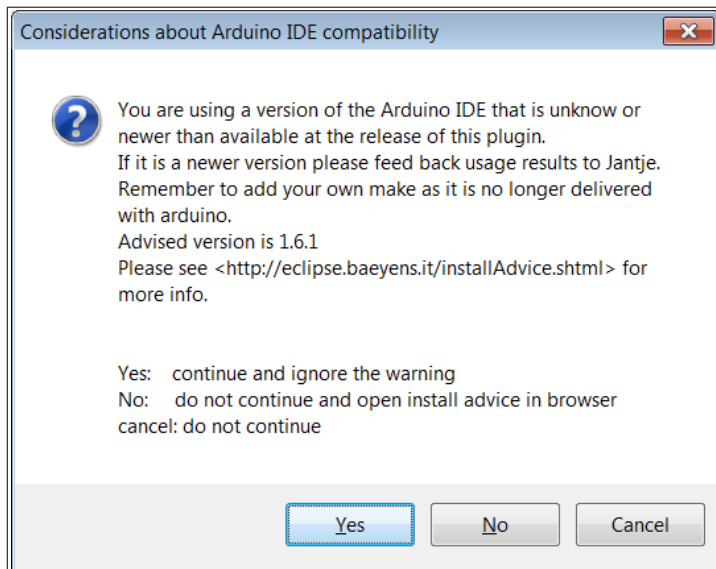 Considerations about Arduino IDE compatibility
You are using a version of the Arduino IDE that is unknow or
newer than available at the release of this plugin.
If it is a newer version please feed back usage results to Jantje.
Remember to add your own make as it is no longer delivered
with arduino.
Advised version is 1.6.1
Please see <http://eclipse.baeyens.it/installAdvice.shtml> for
more info.
Yes: continue and ignore the warning
No: do not continue and open install advice in browser
cancel: do not continue
Yes No Cancel